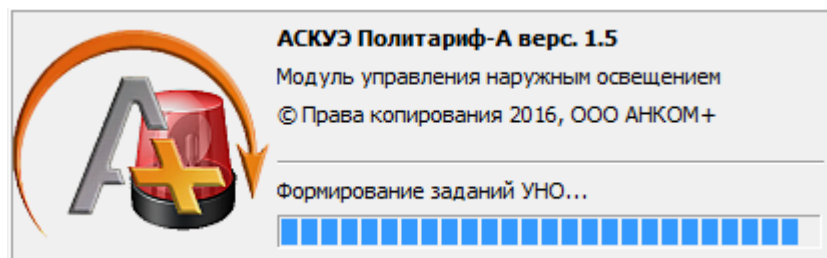 АСКУЭ Политариф-А верс. 1.5
Модуль управления наружным освещением
© Права копирования 2016, ООО АНКОМ+
Формирование заданий УНО...